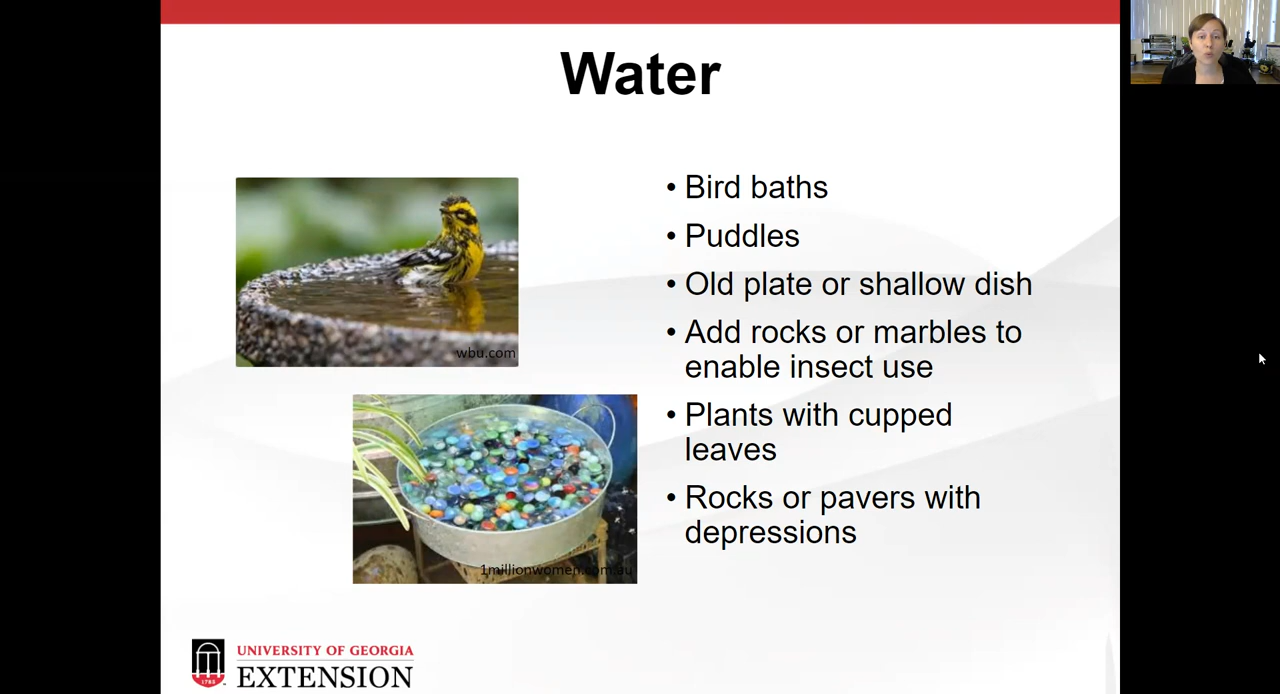 Water
• Bird baths
• Puddles
• Old plate or shallow dish
• Add rocks or marbles to
enable insect use
• Plants with cupped
leaves
• Rocks or pavers with
depressions
wbu.com
1millionwomen.com.au
1785
UNIVERSITY OF GEORGIA
EXTENSION